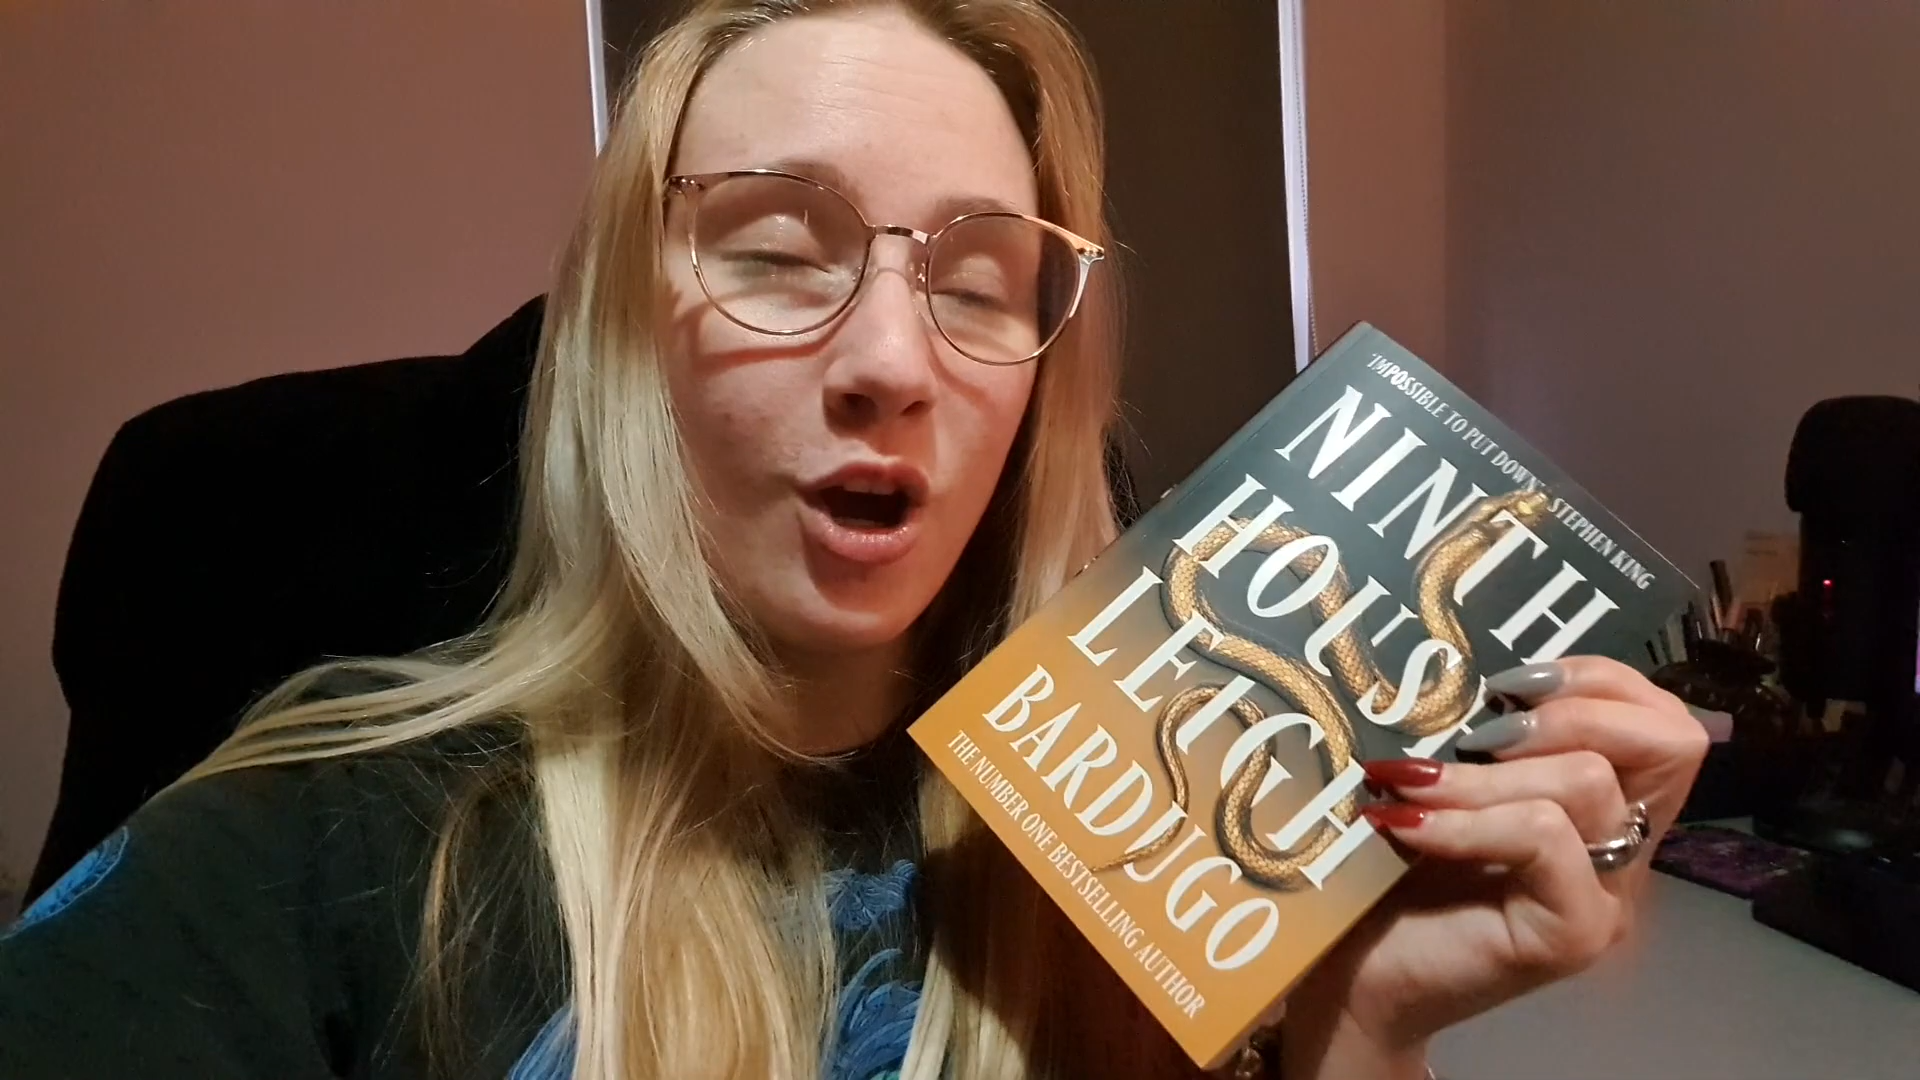 'IMPOSSIBLE TO PUT DOWN' STEPHEN KING
NINTH
HOUSE
LEIGH
BARDUGO
THE NUMBER ONE BESTSELLING AUTHOR